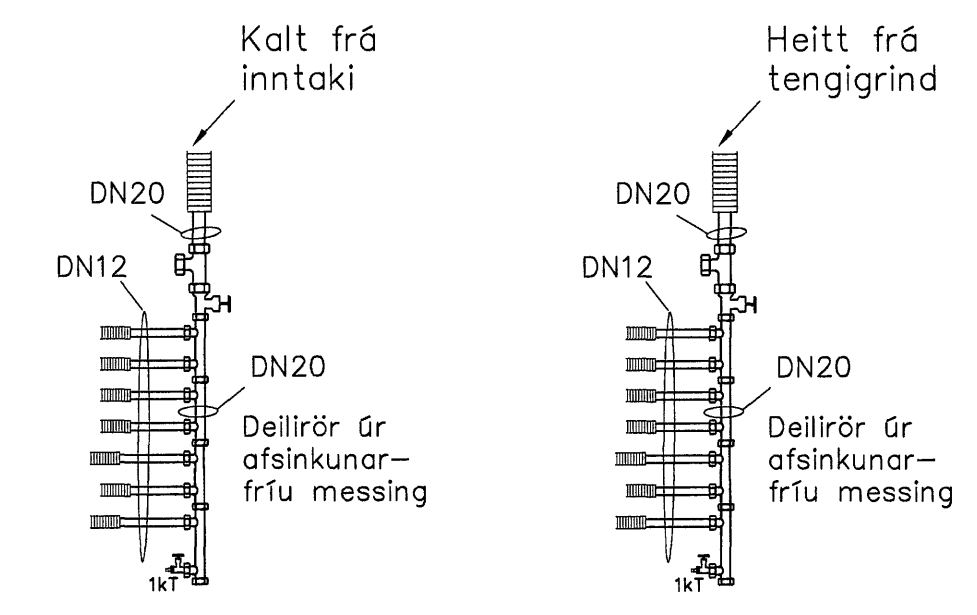 Kalt frá
inntaki
DN20
DN12
DN20
Deilirör úr
afsinkunar–
fríu messing
1kT
Heitt frá
tengigrind
DN20
DN12
DN20
Deilirör úr
afsinkunar–
fríu messing
1kT